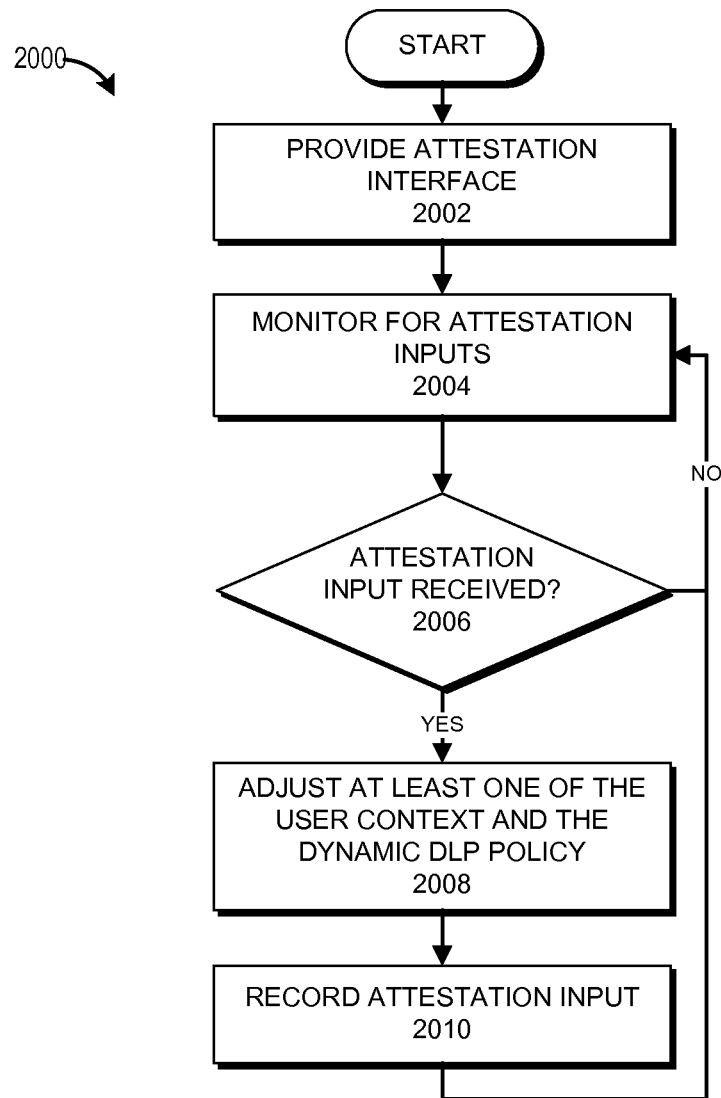 2000
START
PROVIDE ATTESTATION
INTERFACE
2002
MONITOR FOR ATTESTATION
INPUTS
2004
NO
ATTESTATION
INPUT RECEIVED?
2006
YES
ADJUST AT LEAST ONE OF THE
USER CONTEXT AND THE
DYNAMIC DLP POLICY
2008
RECORD ATTESTATION INPUT
2010